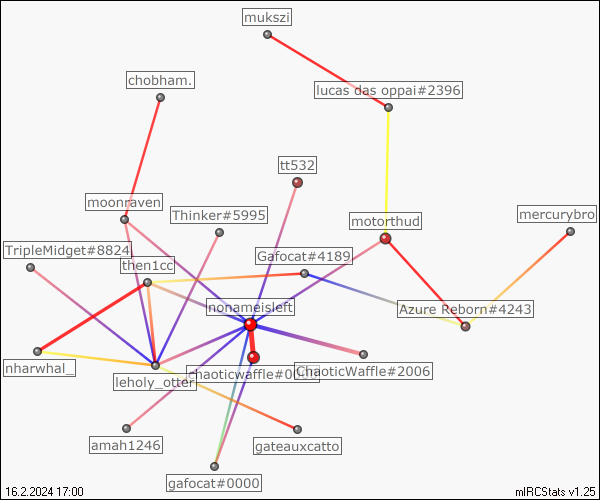 mukszi
chobham.
lucas das oppai#2396
tt532
moonraven
Thinker#5995
motorthud
mercurybro
TripleMidget#8824
then1cc
Gafocat#4189
nonameisleft
Azure Reborn#4243
nharwhal_
leholy_otter
chaoticwaffle#0
ChaoticWaffle#2006
amah1246
gateauxcatto
gafocat#0000
16.2.2024 17:00
mIRCStats v1.25